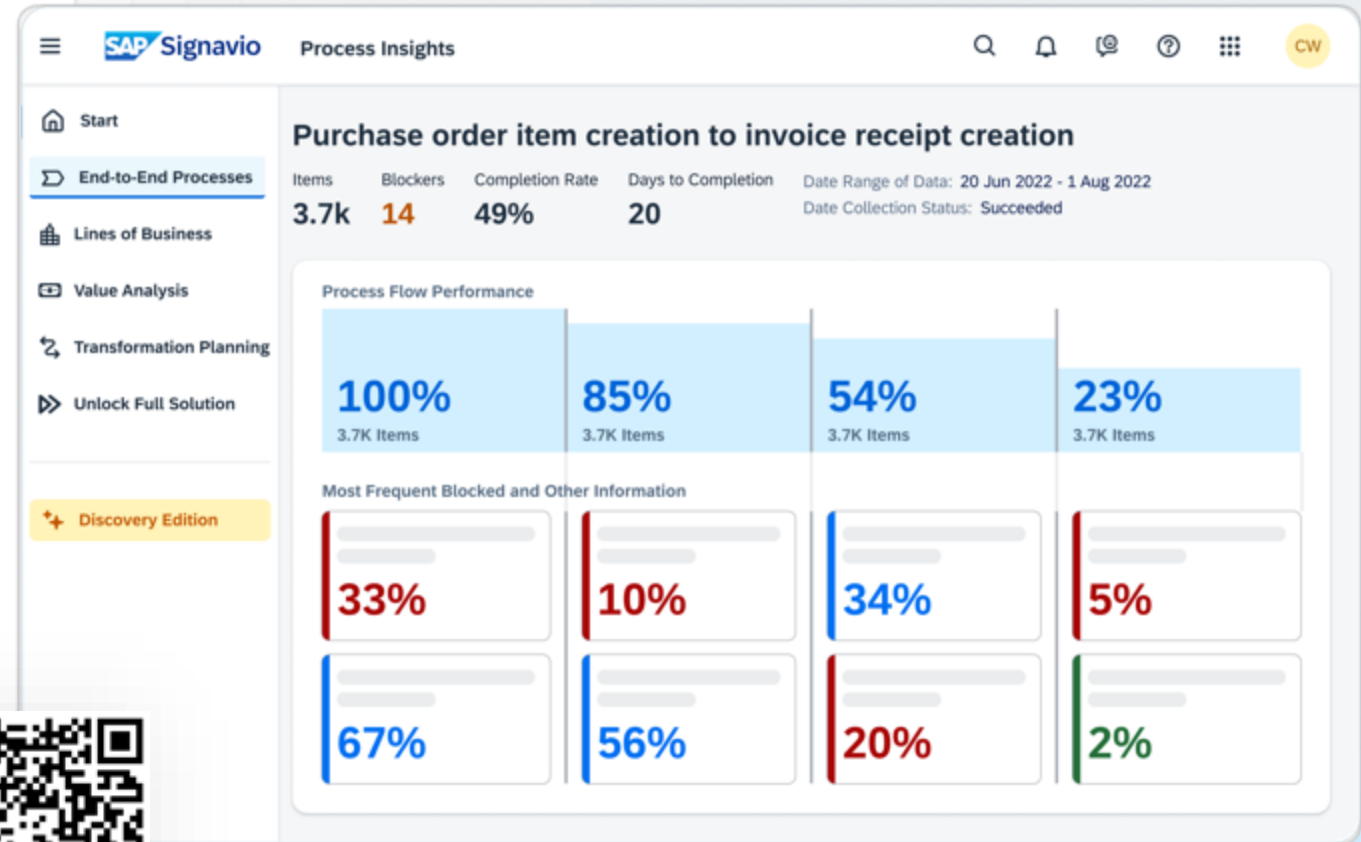 SAP Signavio Process Insights CW
Start
End-to-End Processes
Lines of Business
Value Analysis
Transformation Planning
Unlock Full Solution
Discovery Edition
Purchase order item creation to invoice receipt creation
Items Blockers Completion Rate Days to Completion
3.7k 14 49% 20
Date Range of Data: 20 Jun 2022 - 1 Aug 2022
Date Collection Status: Succeeded
Process Flow Performance
100% 85% 54% 23%
3.7K Items 3.7K Items 3.7K Items 3.7K Items
Most Frequent Blocked and Other Information
33% 10% 34% 5%
67% 56% 20% 2%